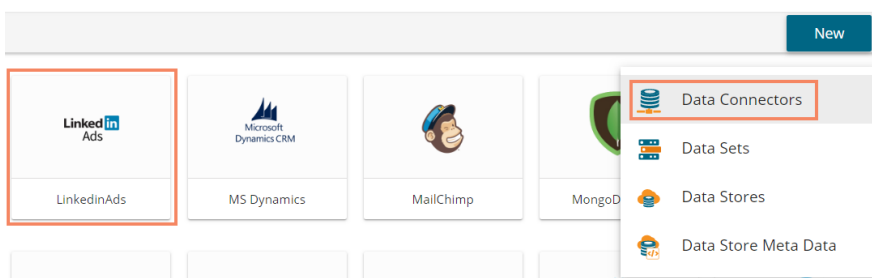 New
Data Connectors
Linked in
Ads
Microsoft
Dynamics CRM
Data Sets
LinkedinAds
MS Dynamics
MailChimp
MongoD
Data Stores
Data Store Meta Data